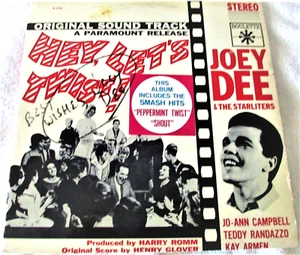 STEREO
ORIGINAL SOUND TRACK
A PARAMOUNT RELEASE
ROULETTE
HEY, LET'S
TWIST!
BEST
WISHES
JOEY
DEE
& THE STARLITERS
THIS
ALBUM
INCLUDES THE
SMASH HITS
"PEPPERMINT TWIST"
"SHOUT"
JO-ANN CAMPBELL
TEDDY RANDAZZO
KAY ARMEN
Produced by HARRY ROMM
Original Score by HENRY GLOVER